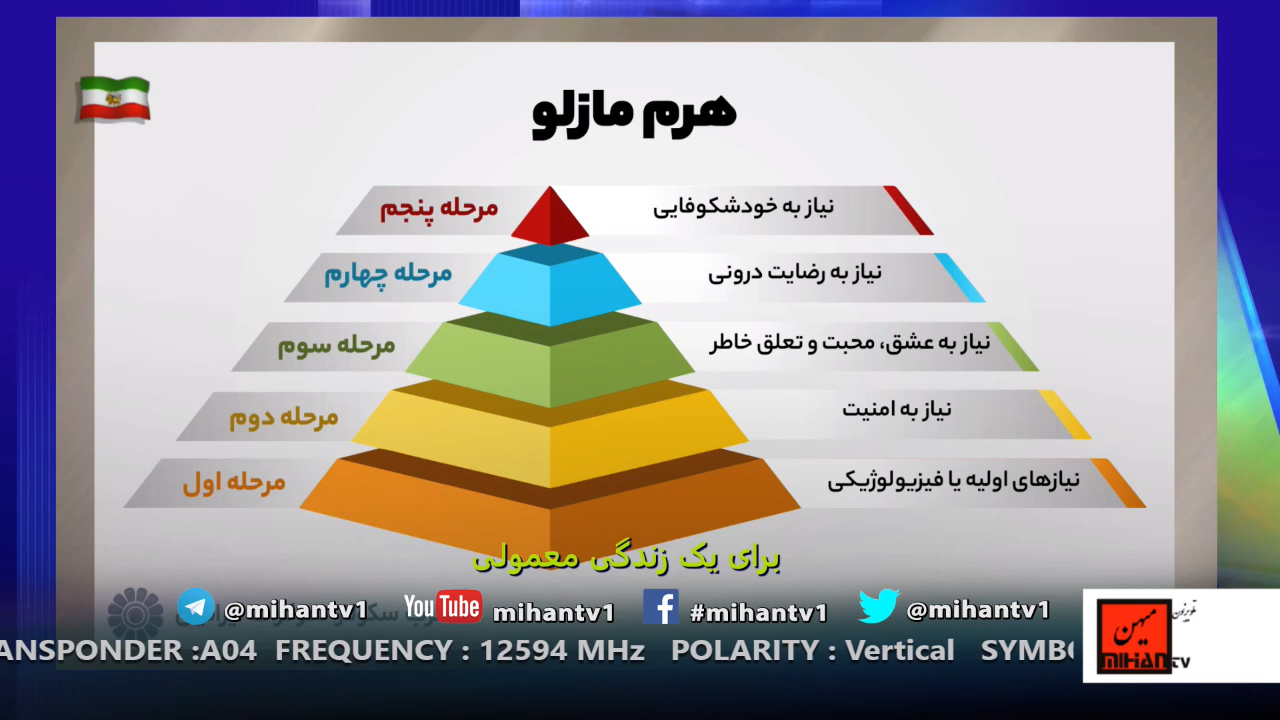 هرم مازلو
نیاز به خودشکوفایی
مرحله پنجم
نیاز به رضایت درونی
مرحله چهارم
نیاز به عشق، محبت و تعلق خاطر
مرحله سوم
نیاز به امنیت
مرحله دوم
نیازهای اولیه یا فیزیولوژیکی
مرحله اول
برای یک زندگی معمولی
@mihantv1
YouTube mihantv1
#mihantv1
@mihantv1
ANSPONDER :A04 FREQUENCY : 12594 MHz POLARITY : Vertical SYMBO
تلویزیون
میهن
MIHAN TV